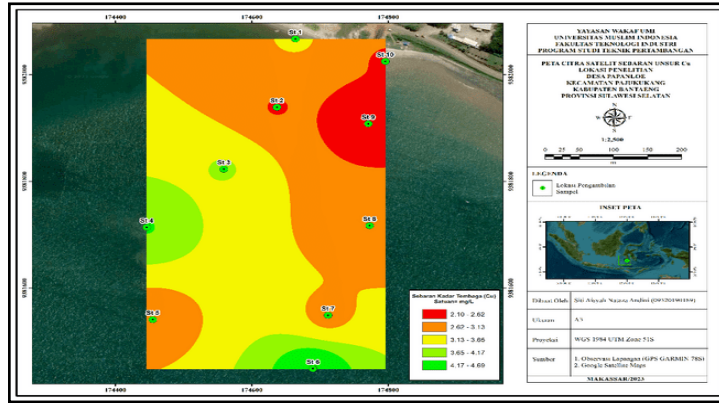 174400
174600
174800
174400
174600
174800
St 1
St 10
St 2
St 9
St 3
St 4
St 8
St 5
St 7
St 6
Sebaran Kadar Tembaga (Cu)
Satuan= mg/L
2.10 - 2.62
2.62 - 3.13
3.13 - 3.65
3.65 - 4.17
4.17 - 4.69
YAYASAN WAKAF UMI
UNIVERSITAS MUSLIM INDONESIA
FAKULTAS TEKNOLOGI INDUSTRI
PROGRAM STUDI TEKNIK PERTAMBANGAN
PETA CITRA SATELIT SEBARAN UNSUR Cu
LOKASI PENELITIAN
DESA PAPANLOE
KECAMATAN PAJUKUKANG
KABUPATEN BANTAENG
PROVINSI SULAWESI SELATAN
N
W
E
S
1:2,500
0 25 50 100 150 200
m
LEGENDA
Lokasi Pengambilan
Sampel
INSET PETA
Dibuat Oleh
Ukuran
A3
Proyeksi
WGS 1984 UTM Zone 51S
Sumber
1. Observasi Lapangan (GPS GARMIN 78S)
2. Google Satellite Maps
MAKASSAR/2023